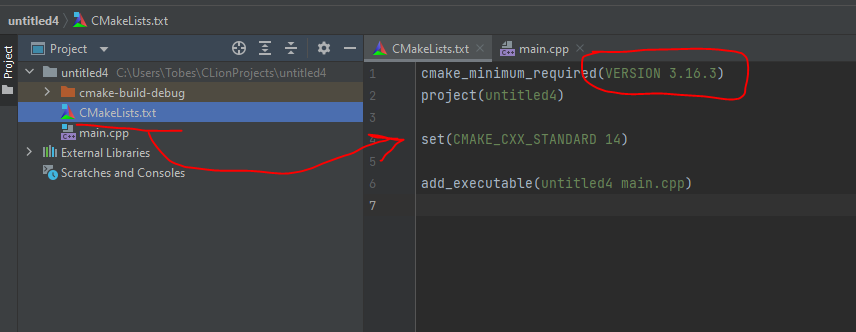 untitled4 CMakeLists.txt
Project
Project
CMakeLists.txt
main.cpp
untitled4 C:\Users\Tobes\CLionProjects\untitled4
cmake-build-debug
CMakeLists.txt
main.cpp
External Libraries
Scratches and Consoles
1 cmake_minimum_required(VERSION 3.16.3)
2 project(untitled4)
3
4 set(CMAKE_CXX_STANDARD 14)
5
6 add_executable(untitled4 main.cpp)
7